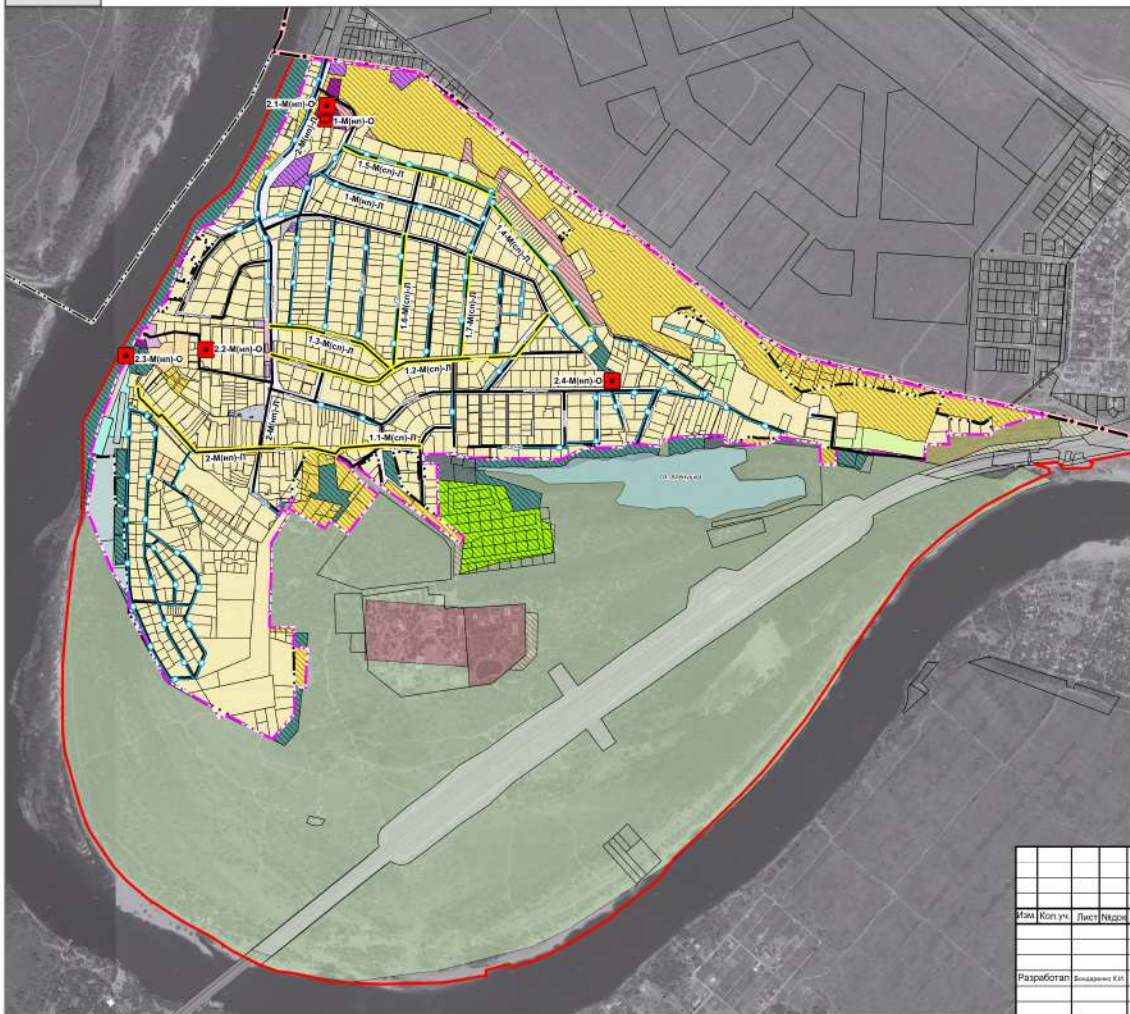 2.1-М(нп)-О
1-М(нп)-О
2-М(нп)-Л
1.5-М(сп)-Л
1-М(нп)-Л
1.4-М(сп)-Л
1.6-М(сп)-Л
1.7-М(сп)-Л
1.3-М(сп)-Л
2.2-М(нп)-О
2.3-М(нп)-О
1.2-М(сп)-Л
2.4-М(нп)-О
2-М(нп)-Л
1.1-М(сп)-Л
2-М(нп)-Л
Изм. Кол.уч. Лист №док
Разработал Бондаренко К.И.